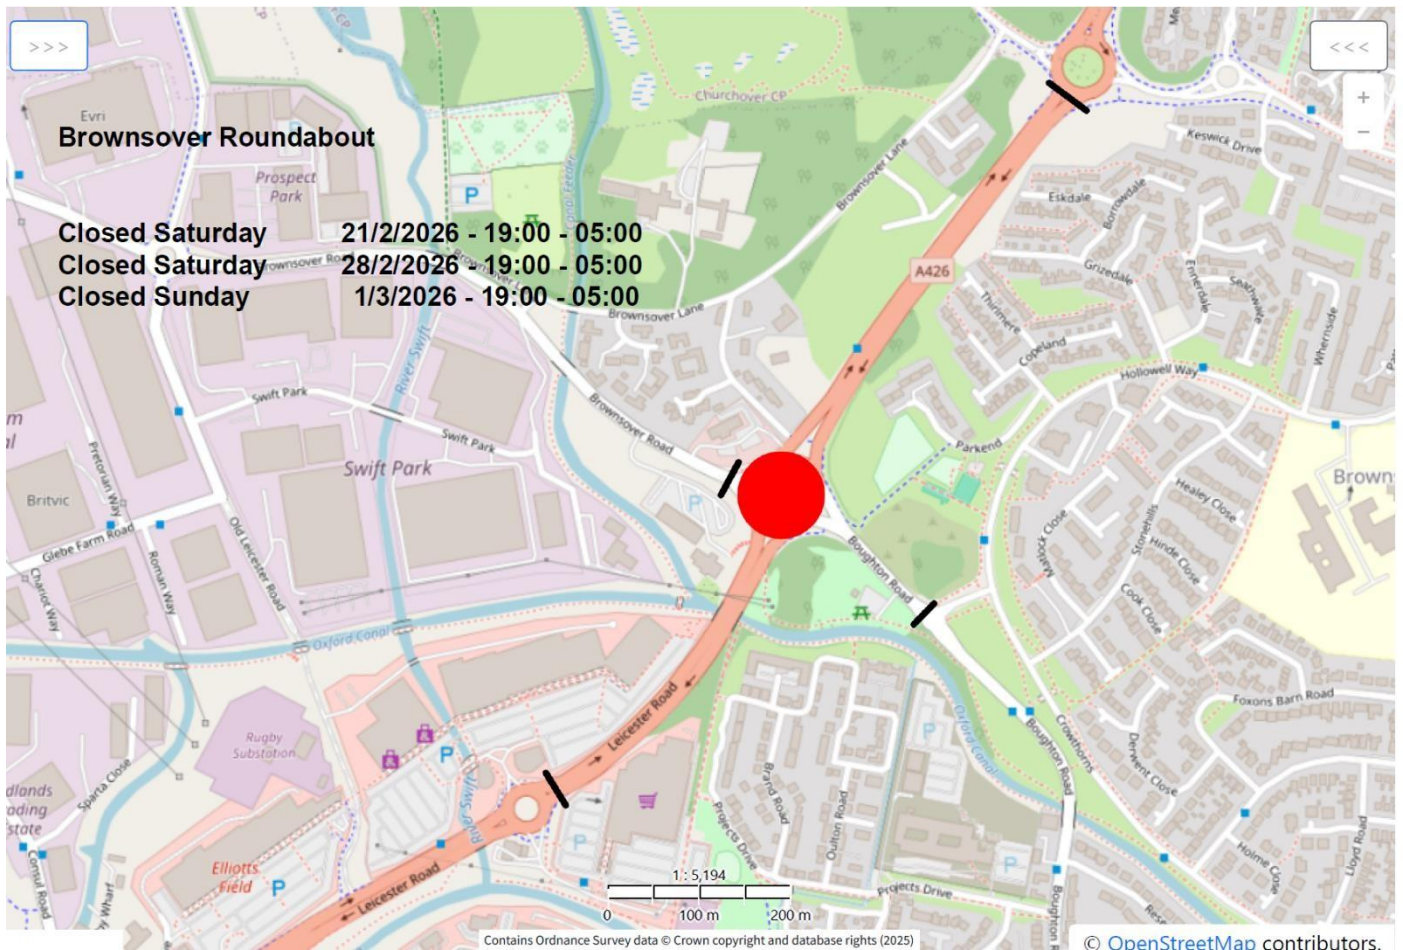 >>>
<<<
+
−
Evri
Brownsover Roundabout
Prospect
Park
Closed Saturday 21/2/2026 - 19:00 - 05:00
Closed Saturday 28/2/2026 - 19:00 - 05:00
Closed Sunday 1/3/2026 - 19:00 - 05:00
Churchover CP
P
Keswick Drive
Eskdale
Borrowdale
Brownsover Lane
Grizedale
Ennerdale
Seathwaite
A426
Thirlmere
Copeland
Whernside
Brownsover Lane
River Swift
Hollowell Way
Swift Park
Brownsover Road
Swift Park
Parkend
Swift Park
Pretorian Way
Britvic
P
Healey Close
Stonehills
Hinde Close
Matlock Close
Cook Close
Glebe Farm Road
Old Leicester Road
Roman Way
Chariot Way
Boughton Road
Oxford Canal
Foxons Barn Road
Rugby
Substation
P
Leicester Road
P
Oxford Canal
Crowthorns
Boughton Road
Derwent Close
Sparta Close
River Swift
Brand Road
Oulton Road
Projects Drive
P
Elliotts
Field
P
Leicester Road
Consul Road
P
Projects Drive
Holme Close
Lloyd Road
1 : 5,194
0 100 m 200 m
Contains Ordnance Survey data © Crown copyright and database rights (2025)
© OpenStreetMap contributors.